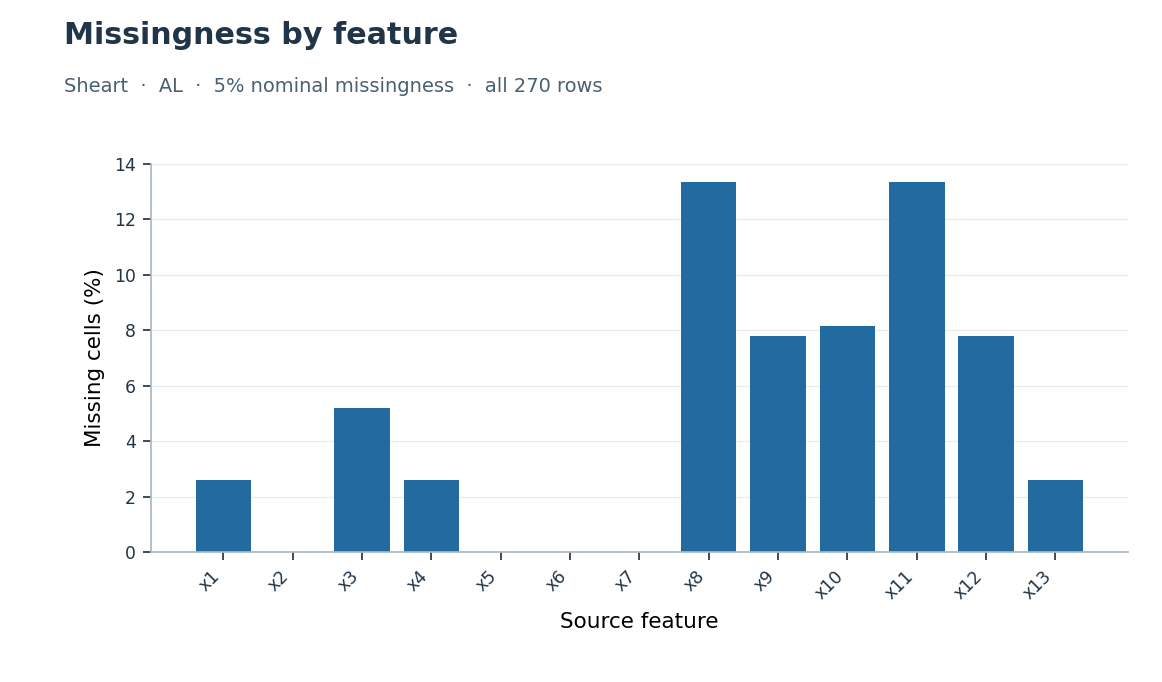 Missingness by feature
Sheart · AL · 5% nominal missingness · all 270 rows
14
12
10
8
6
4
2
0
Missing cells (%)
x1 x2 x3 x4 x5 x6 x7 x8 x9 x10 x11 x12 x13
Source feature